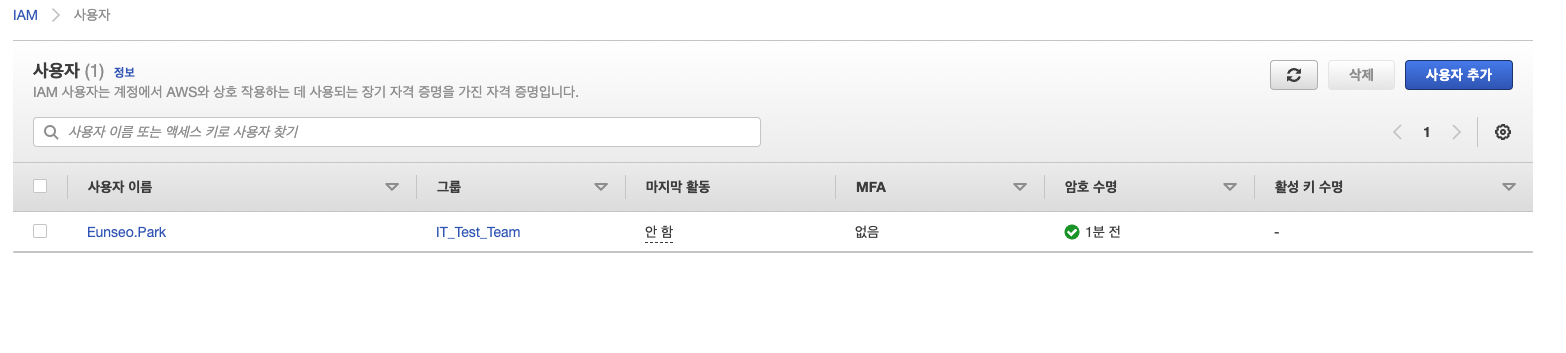 IAM > 사용자
사용자 (1) 정보
IAM 사용자는 계정에서 AWS와 상호 작용하는 데 사용되는 장기 자격 증명을 가진 자격 증명입니다.
삭제
사용자 추가
사용자 이름 또는 액세스 키로 사용자 찾기
1
사용자 이름 그룹 마지막 활동 MFA 암호 수명 활성 키 수명
Eunseo.Park IT_Test_Team 안 함 없음 1분 전 -